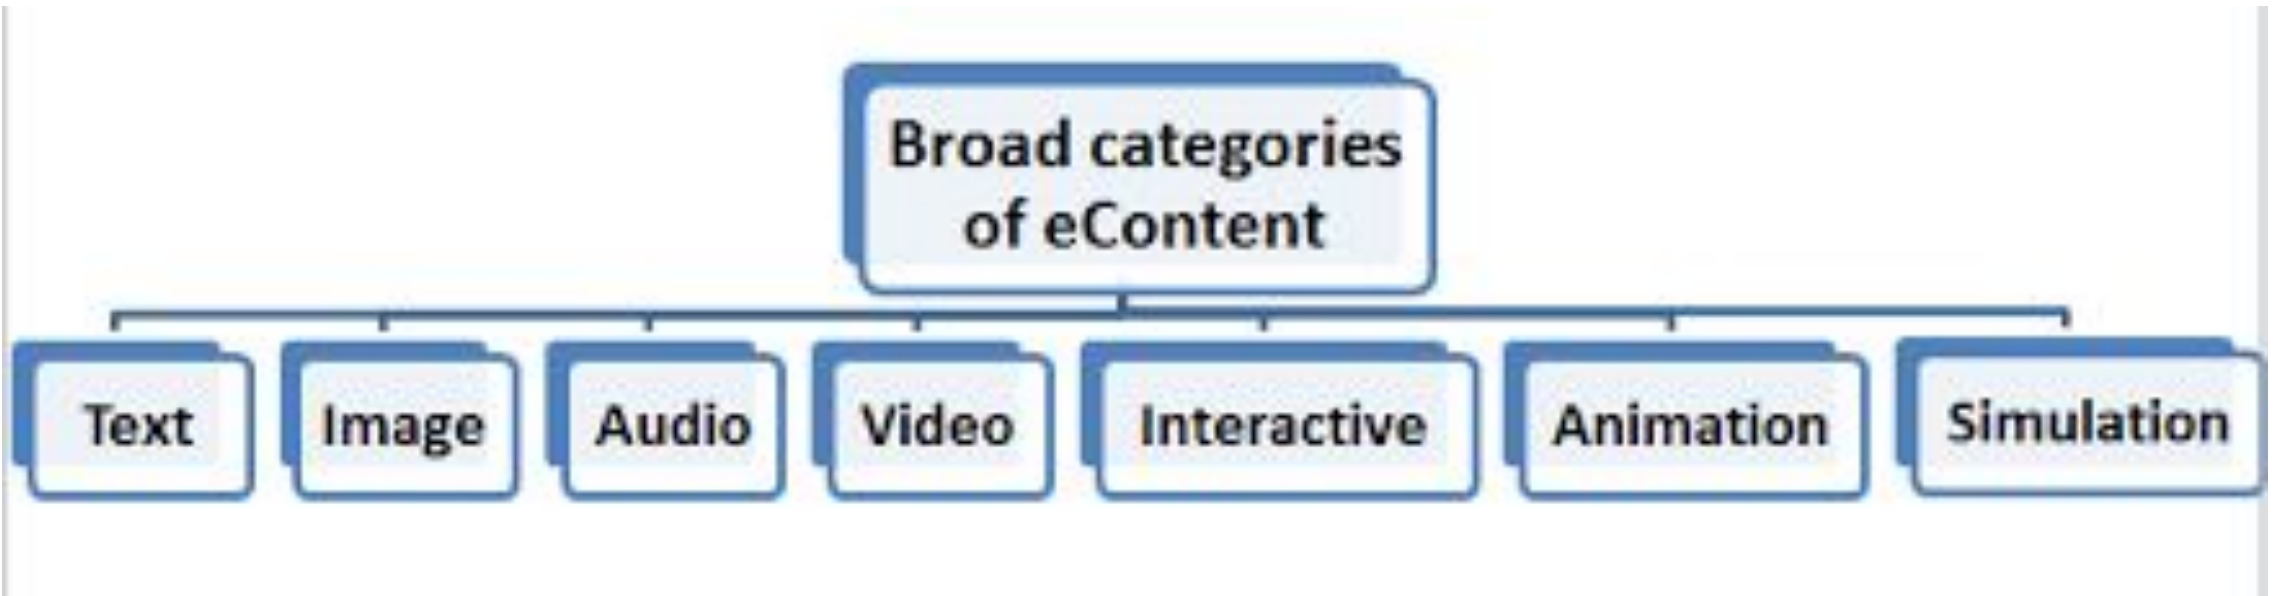 Broad categories
of eContent
Text
Image
Audio
Video
Interactive
Animation
Simulation